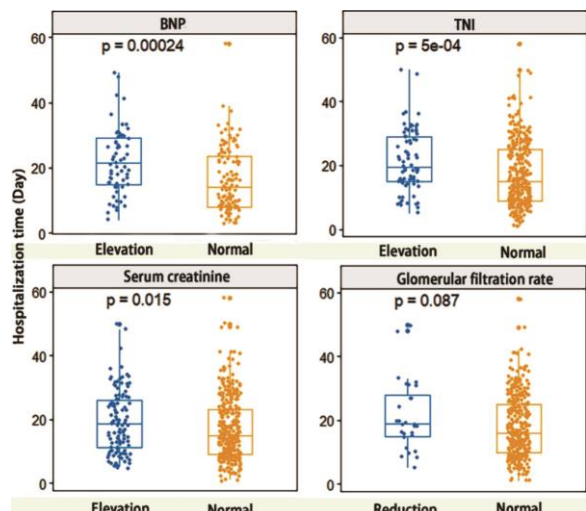 BNP
TNI
p = 0.00024
p = 5e-04
60
40
20
0
60
40
20
0
Elevation Normal
Elevation Normal
Hospitalization time (Day)
Serum creatinine
Glomerular filtration rate
p = 0.015
p = 0.087
60
40
20
0
60
40
20
0
Elevation Normal
Reduction Normal